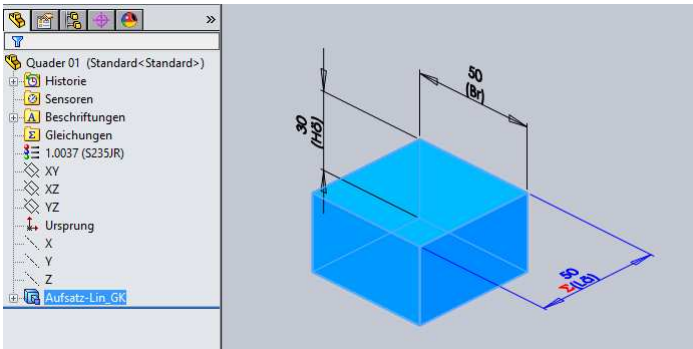 »
Quader 01 (Standard<Standard>)
Historie
Sensoren
A Beschriftungen
Σ Gleichungen
1.0037 (S235JR)
XY
XZ
YZ
Ursprung
X
Y
Z
Aufsatz-Lin_GK
50
(Br)
30
(Hö)
50
Σ(Lö)